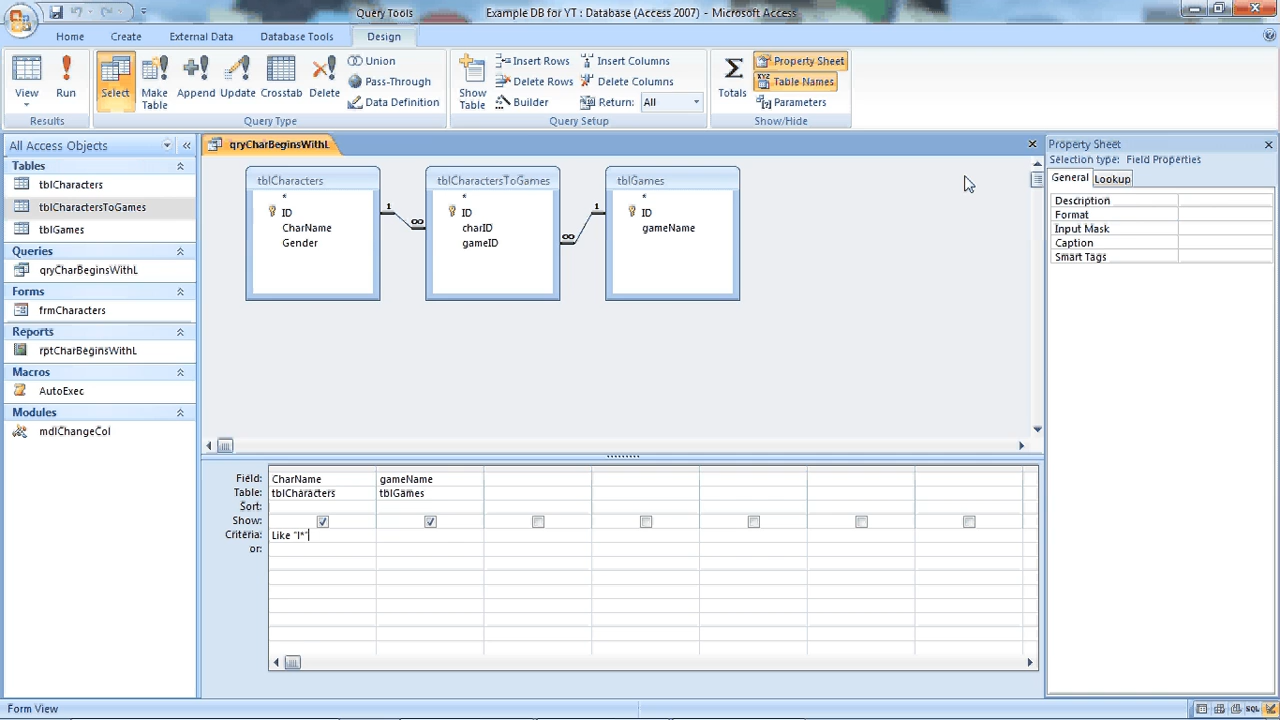 Query Tools
Example DB for YT : Database (Access 2007) - Microsoft Access
Home Create External Data Database Tools Design
View
Run
Results
Select
Make Table
Append
Update
Crosstab
Delete
Union
Pass-Through
Data Definition
Query Type
Show Table
Insert Rows
Delete Rows
Builder
Insert Columns
Delete Columns
Return: All
Query Setup
Totals
Property Sheet
Table Names
Parameters
Show/Hide
All Access Objects
Tables
tblCharacters
tblCharactersToGames
tblGames
Queries
qryCharBeginsWithL
Forms
frmCharacters
Reports
rptCharBeginsWithL
Macros
AutoExec
Modules
mdlChangeCol
qryCharBeginsWithL
tblCharacters
*
ID
CharName
Gender
1
∞
tblCharactersToGames
*
ID
charID
gameID
1
∞
tblGames
*
ID
gameName
Field: CharName gameName
Table: tblCharacters tblGames
Sort:
Show:
Criteria: Like "l*"
or:
Property Sheet
Selection type: Field Properties
General Lookup
Description
Format
Input Mask
Caption
Smart Tags
Form View
SQL